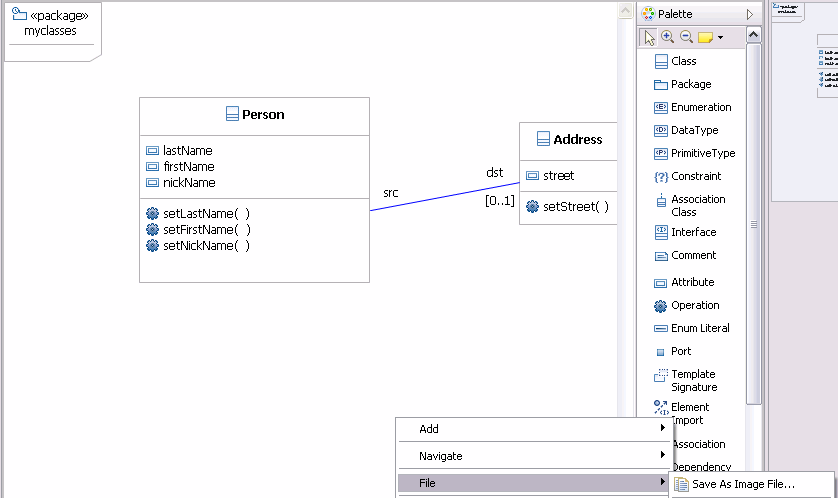 «package»
myclasses
Person
lastName
firstName
nickName
setLastName( )
setFirstName( )
setNickName( )
src
dst
[0..1]
Address
street
setStreet( )
Palette
Class
Package
Enumeration
DataType
PrimitiveType
Constraint
Association
Class
Interface
Comment
Attribute
Operation
Enum Literal
Port
Template
Signature
Element
Import
Association
Dependency
Add
Navigate
File
Save As Image File...